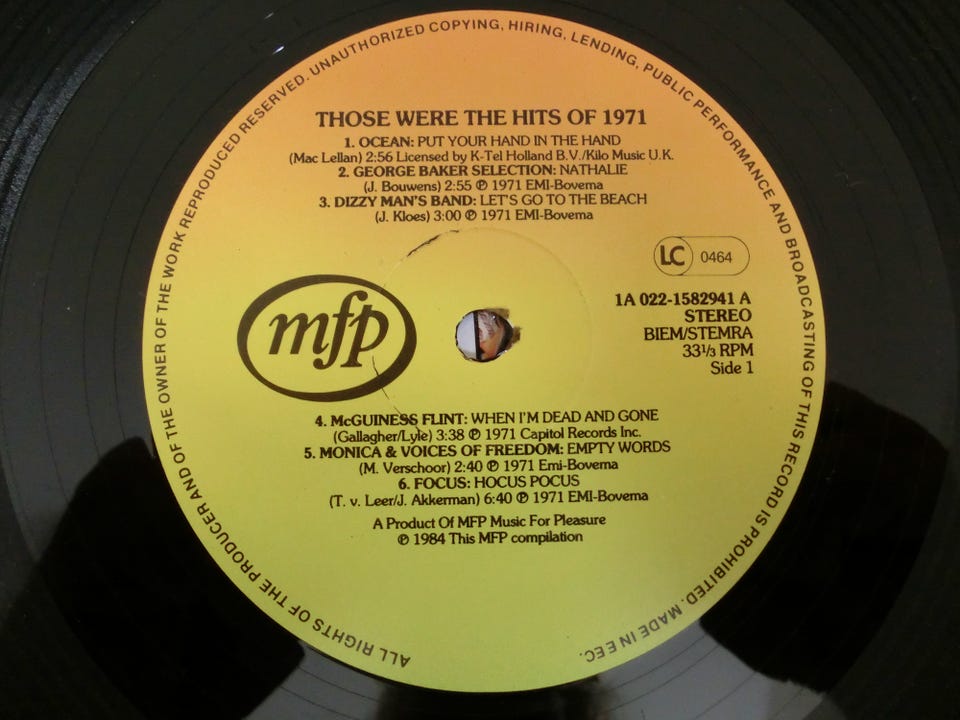 ALL RIGHTS OF THE PRODUCER AND OF THE OWNER OF THE WORK REPRODUCED RESERVED. UNAUTHORIZED COPYING, HIRING, LENDING, PUBLIC PERFORMANCE AND BROADCASTING OF THIS RECORD IS PROHIBITED. MADE IN EEC.
THOSE WERE THE HITS OF 1971
1. OCEAN: PUT YOUR HAND IN THE HAND
(Mac Lellan) 2:56 Licensed by K-Tel Holland B.V./Kilo Music U.K.
2. GEORGE BAKER SELECTION: NATHALIE
(J. Bouwens) 2:55 ℗ 1971 EMI-Bovema
3. DIZZY MAN'S BAND: LET'S GO TO THE BEACH
(J. Kloes) 3:00 ℗ 1971 EMI-Bovema
mfp
LC 0464
1A 022-1582941 A
STEREO
BIEM/STEMRA
33⅓ RPM
Side 1
4. McGUINESS FLINT: WHEN I'M DEAD AND GONE
(Gallagher/Lyle) 3:38 ℗ 1971 Capitol Records Inc.
5. MONICA & VOICES OF FREEDOM: EMPTY WORDS
(M. Verschoor) 2:40 ℗ 1971 Emi-Bovema
6. FOCUS: HOCUS POCUS
(T. v. Leer/J. Akkerman) 6:40 ℗ 1971 EMI-Bovema
A Product Of MFP Music For Pleasure
℗ 1984 This MFP compilation